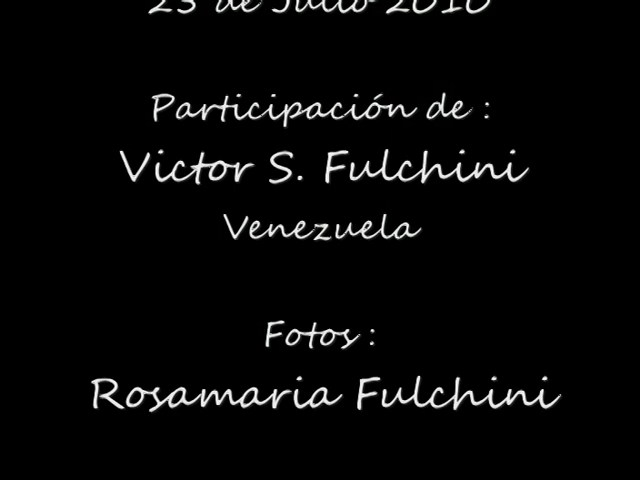 23 de Julio 2010
Participación de :
Victor S. Fulchini
Venezuela
Fotos :
Rosamaria Fulchini